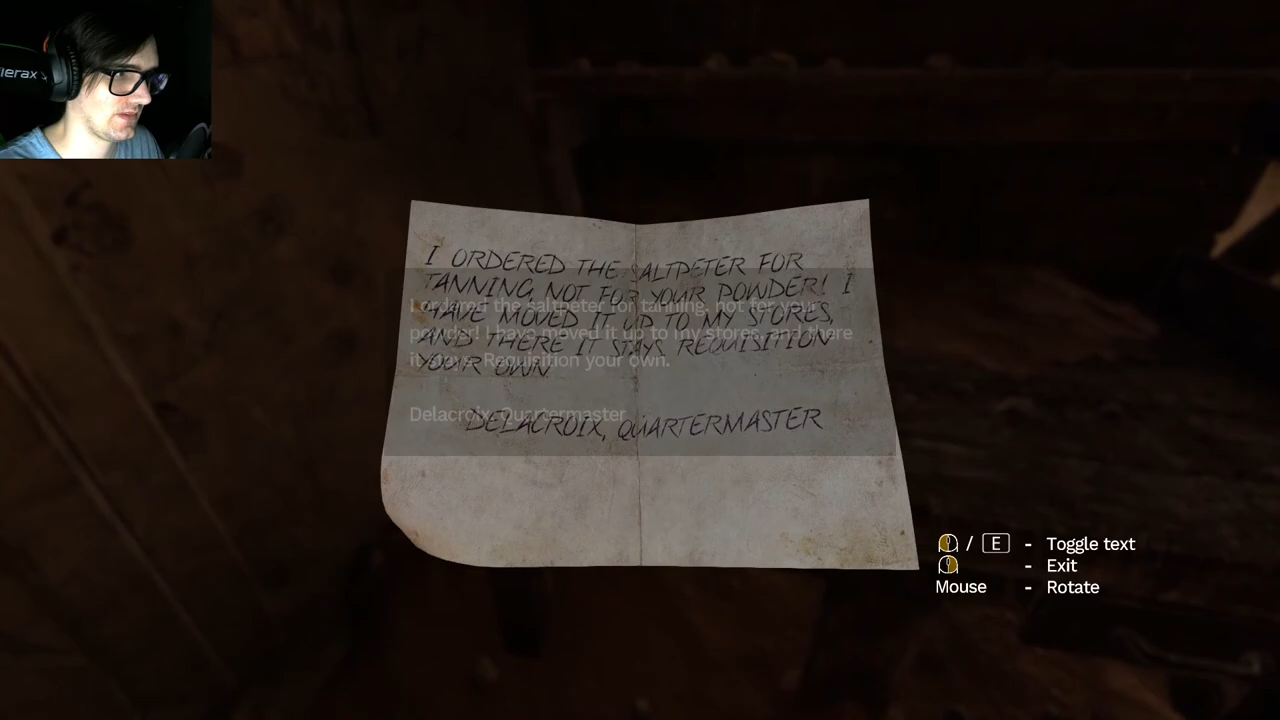 ierax
I ORDERED THE SALTPETER FOR
TANNING, NOT FOR YOUR POWDER! I
HAVE MOVED IT UP TO MY STORES,
AND THERE IT STAYS REQUISITION
YOUR OWN.
DELACROIX, QUARTERMASTER
I ordered the saltpeter for tanning, not for your
powder! I have moved it up to my stores, and there
it stays. Requisition your own.
Delacroix, Quartermaster
/ E - Toggle text
- Exit
Mouse - Rotate